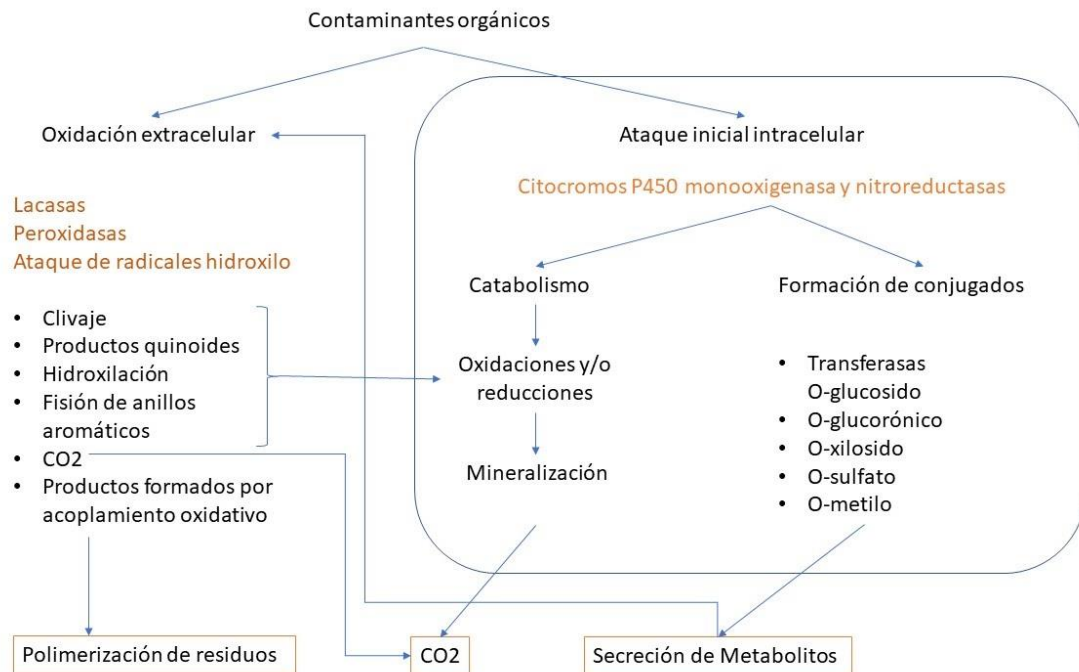 Contaminantes orgánicos
Oxidación extracelular
Lacasas
Peroxidasas
Ataque de radicales hidroxilo
• Clivaje
• Productos quinoides
• Hidroxilación
• Fisión de anillos
aromáticos
• CO2
• Productos formados por
acoplamiento oxidativo
Ataque inicial intracelular
Citocromos P450 monooxigenasa y nitroreductasas
Catabolismo
Oxidaciones y/o
reducciones
Mineralización
Formación de conjugados
• Transferasas
O-glucosido
• O-glucorónico
• O-xilosido
• O-sulfato
• O-metilo
Polimerización de residuos
CO2
Secreción de Metabolitos